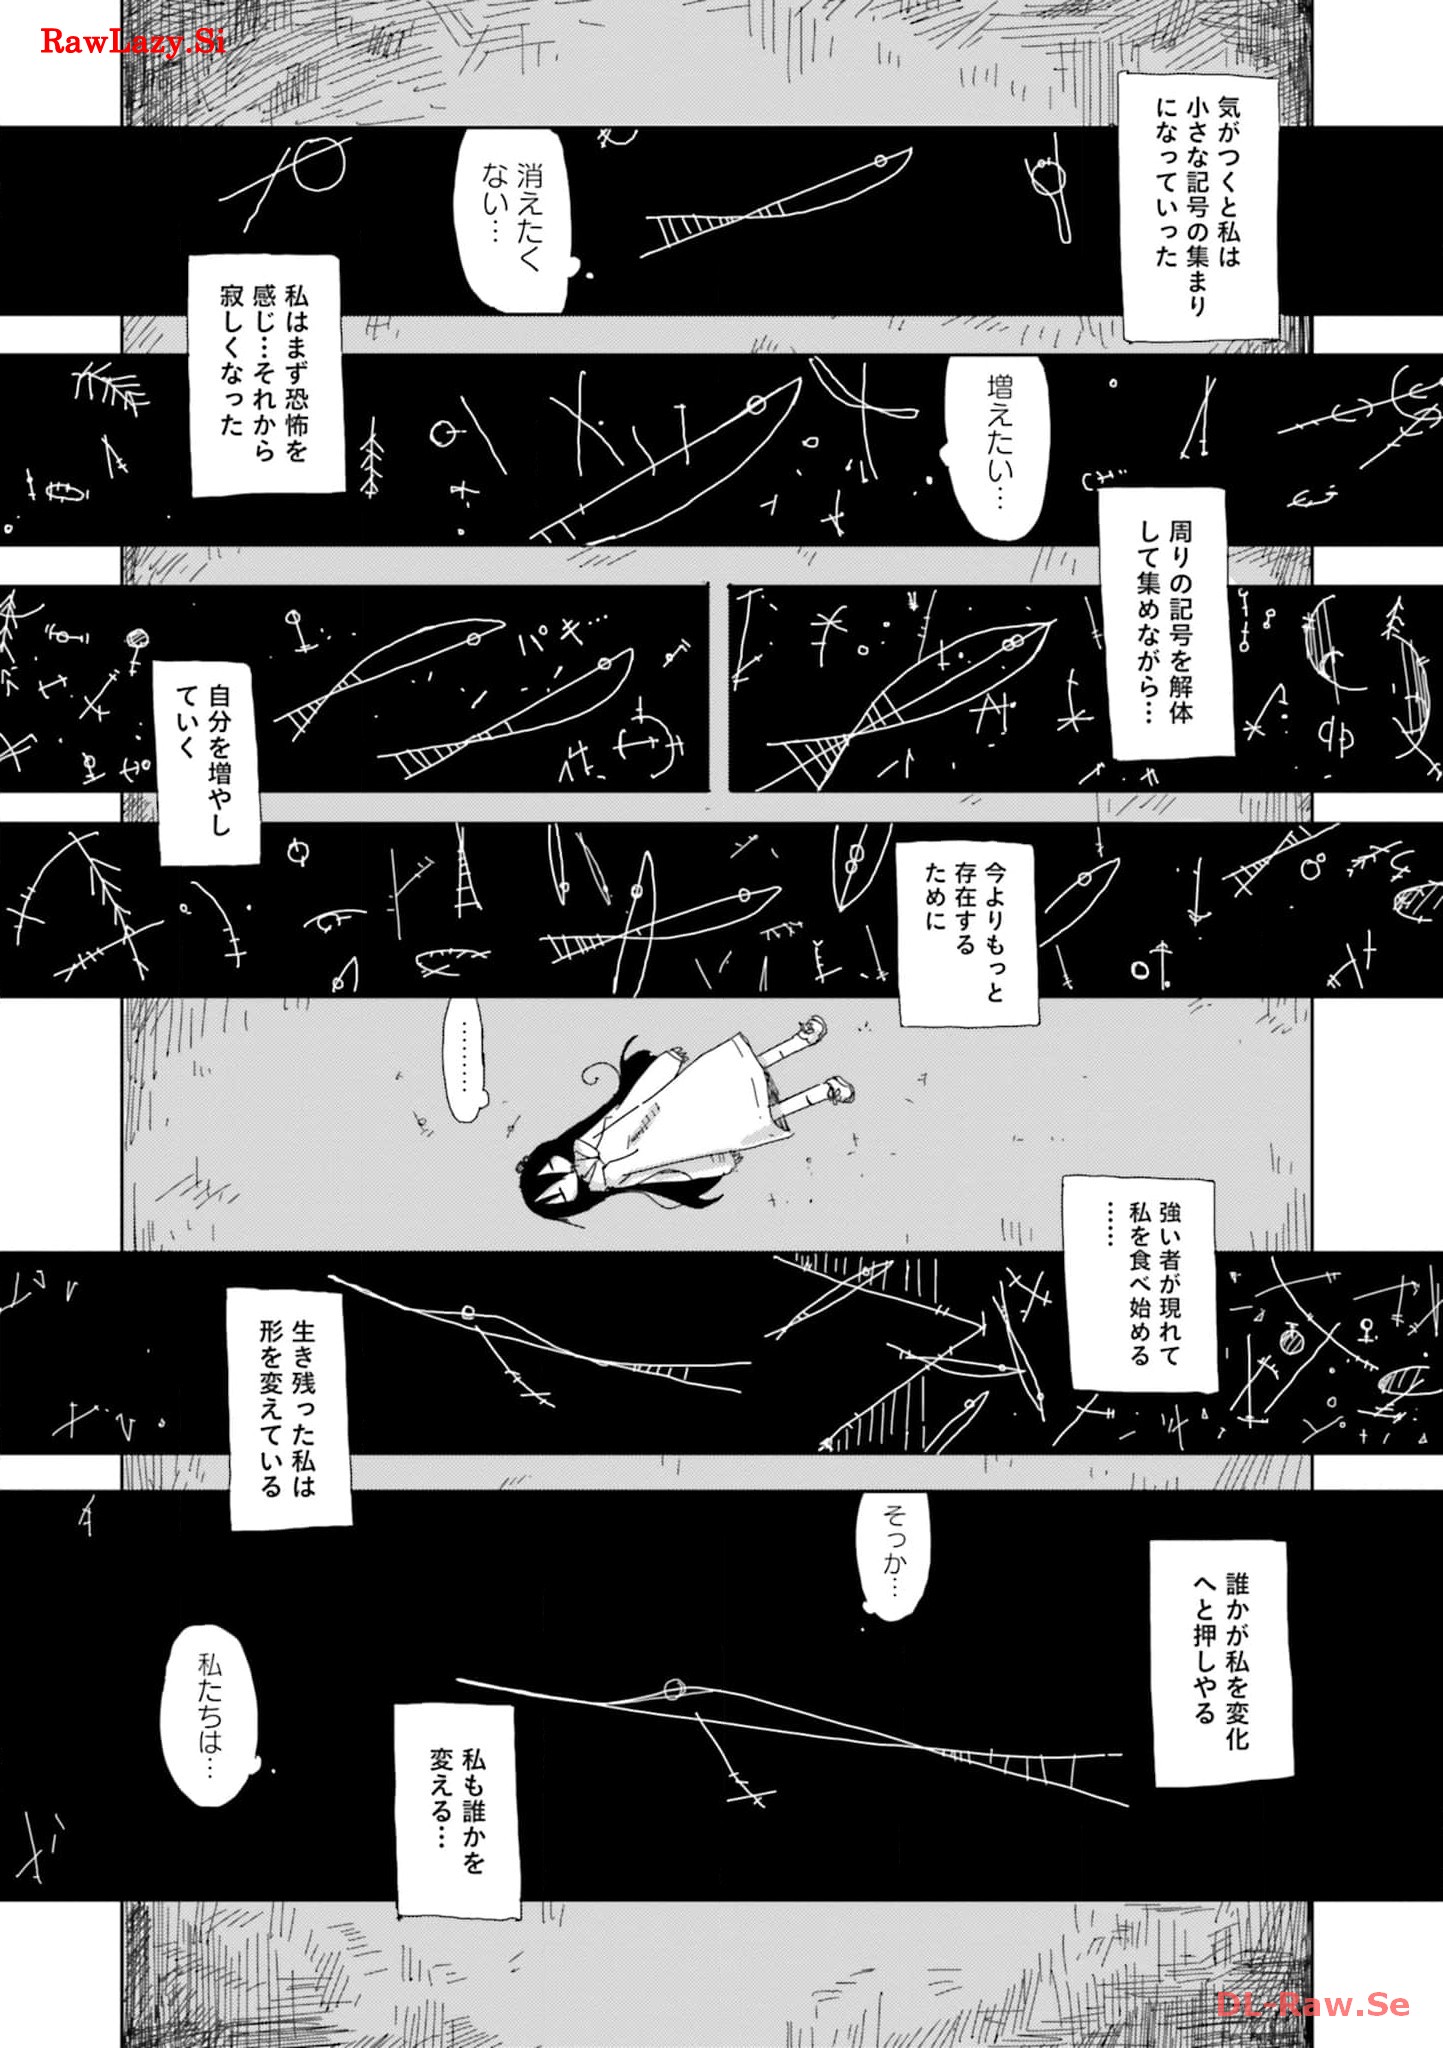 RawLazy.Si
気がつくと私は
小さな記号の集まり
になっていった
消えたく
ない…
私はまず恐怖を
感じ…それから
寂しくなった
増えたい…
周りの記号を解体
して集めながら…
パキ…
自分を増やし
ていく
今よりもっと
存在する
ために
………
強い者が現れて
私を食べ始める
……
生き残った私は
形を変えている
そっか…
誰かが私を変化
へと押しやる
私も誰かを
変える…
私たちは…
DL-Raw.Se